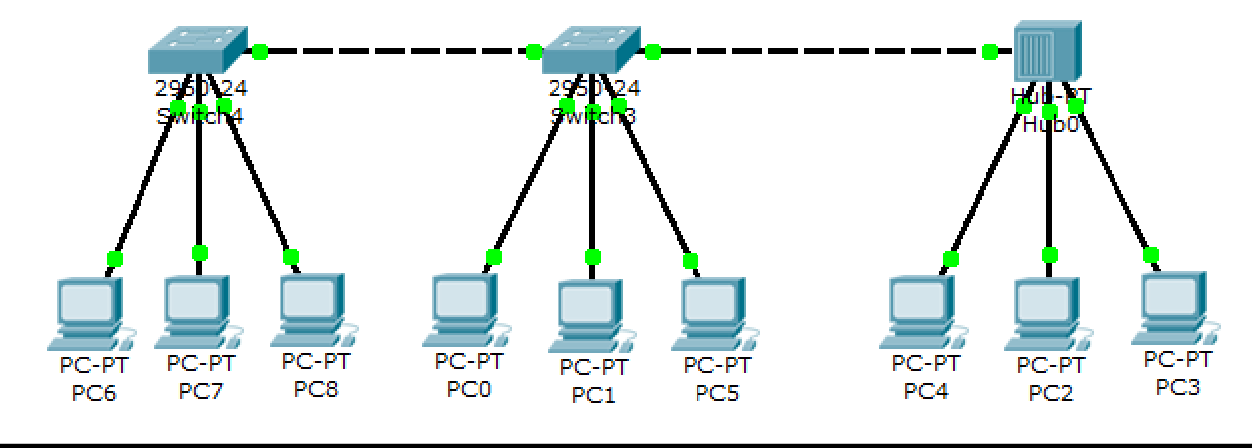 2950-24
Switch4
2950-24
Switch3
Hub-PT
Hub0
PC-PT
PC6
PC-PT
PC7
PC-PT
PC8
PC-PT
PC0
PC-PT
PC1
PC-PT
PC5
PC-PT
PC4
PC-PT
PC2
PC-PT
PC3